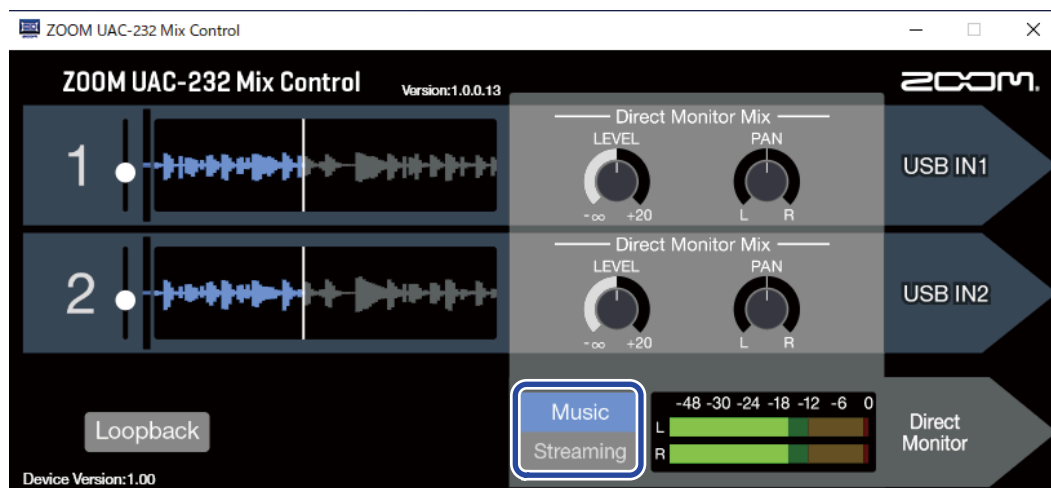 ZOOM UAC-232 Mix Control
ZOOM UAC-232 Mix Control
Version:1.0.0.13
ZOOM.
1
Direct Monitor Mix
LEVEL
PAN
-∞ +20
L R
USB IN1
2
Direct Monitor Mix
LEVEL
PAN
-∞ +20
L R
USB IN2
Loopback
Music
Streaming
-48 -30 -24 -18 -12 -6 0
L
R
Direct
Monitor
Device Version:1.00